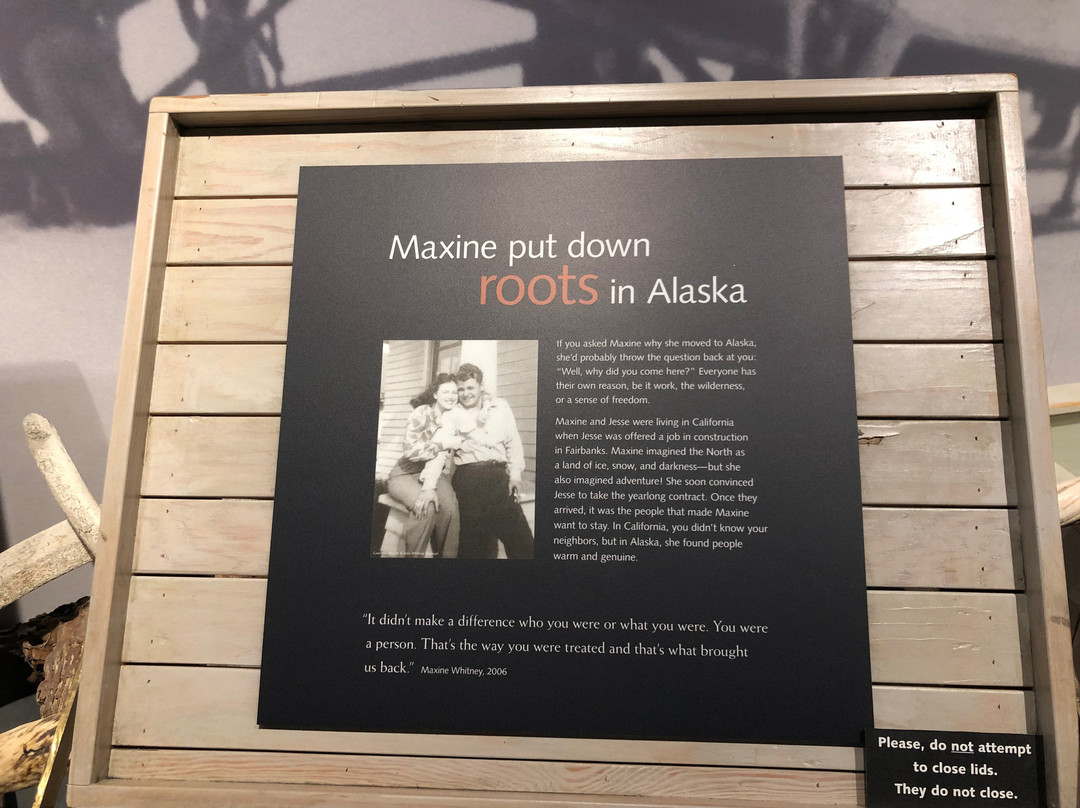 Maxine put down
roots in Alaska
If you asked Maxine why she moved to Alaska,
she'd probably throw the question back at you:
"Well, why did you come here?" Everyone has
their own reason, be it work, the wilderness,
or a sense of freedom.
Maxine and Jesse were living in California
when Jesse was offered a job in construction
in Fairbanks. Maxine imagined the North as
a land of ice, snow, and darkness—but she
also imagined adventure! She soon convinced
Jesse to take the yearlong contract. Once they
arrived, it was the people that made Maxine
want to stay. In California, you didn't know your
neighbors, but in Alaska, she found people
warm and genuine.
"It didn't make a difference who you were or what you were. You were
a person. That's the way you were treated and that's what brought
us back." Maxine Whitney, 2006
Please, do not attempt
to close lids.
They do not close.